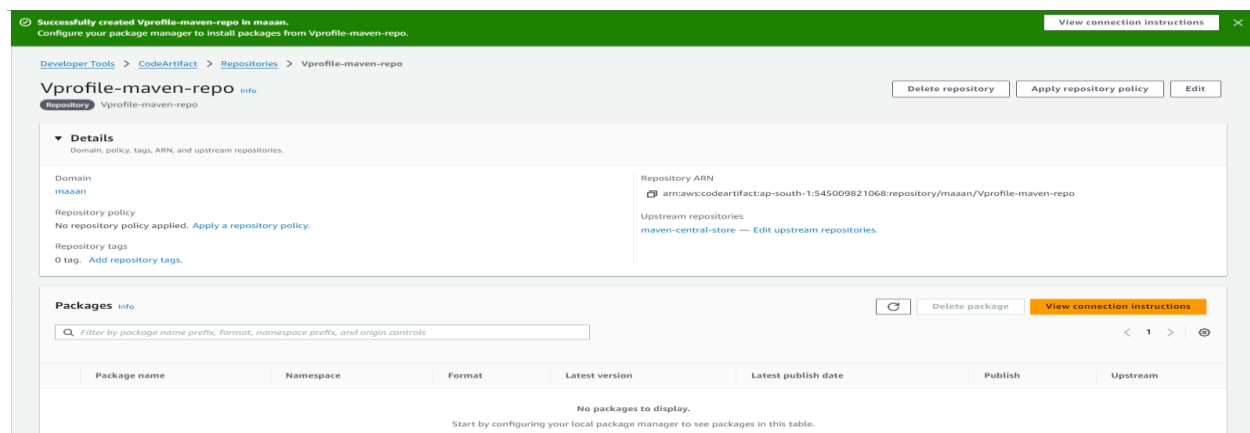 Successfully created Vprofile-maven-repo in maaan.
Configure your package manager to install packages from Vprofile-maven-repo.
View connection instructions
Developer Tools > CodeArtifact > Repositories > Vprofile-maven-repo
Vprofile-maven-repo Info
Delete repository
Apply repository policy
Edit
Repository Vprofile-maven-repo
Details
Domain, policy, tags, ARN, and upstream repositories.
Domain
maaan
Repository policy
No repository policy applied. Apply a repository policy.
Repository tags
0 tag. Add repository tags.
Repository ARN
arn:aws:codeartifact:ap-south-1:545009821068:repository/maaan/Vprofile-maven-repo
Upstream repositories
maven-central-store — Edit upstream repositories.
Packages Info
Delete package
View connection instructions
Filter by package name prefix, format, namespace prefix, and origin controls
< 1 >
Package name Namespace Format Latest version Latest publish date Publish Upstream
No packages to display.
Start by configuring your local package manager to see packages in this table.